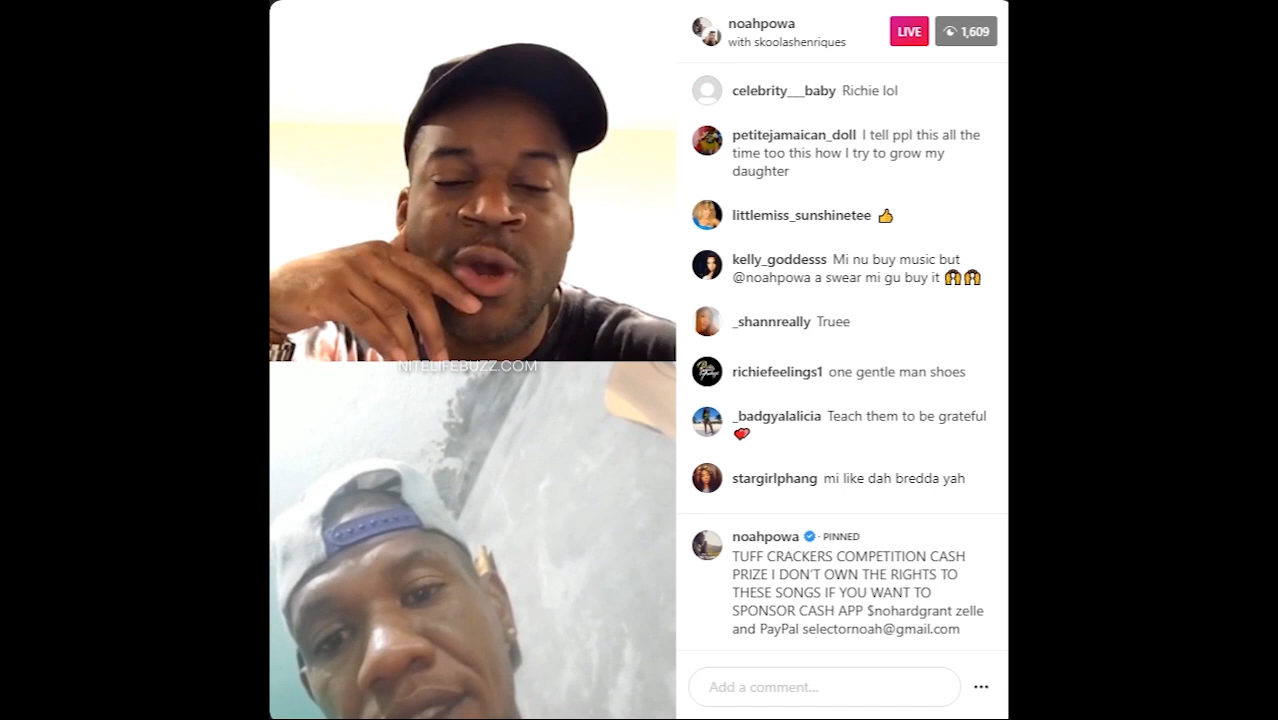 noahpowa
with skoolashenriques
LIVE
1,609
celebrity___baby Richie lol
petitejamaican_doll I tell ppl this all the
time too this how I try to grow my
daughter
littlemiss_sunshinetee 👍
kelly_goddesss Mi nu buy music but
@noahpowa a swear mi gu buy it 😱😱
_shannreally Truee
richiefeelings1 one gentle man shoes
_badgyalalicia Teach them to be grateful
💕
stargirlphang mi like dah bredda yah
noahpowa · PINNED
TUFF CRACKERS COMPETITION CASH
PRIZE I DON'T OWN THE RIGHTS TO
THESE SONGS IF YOU WANT TO
SPONSOR CASH APP $nohardgrant zelle
and PayPal selectornoah@gmail.com
Add a comment...
NITELIFEBUZZ.COM